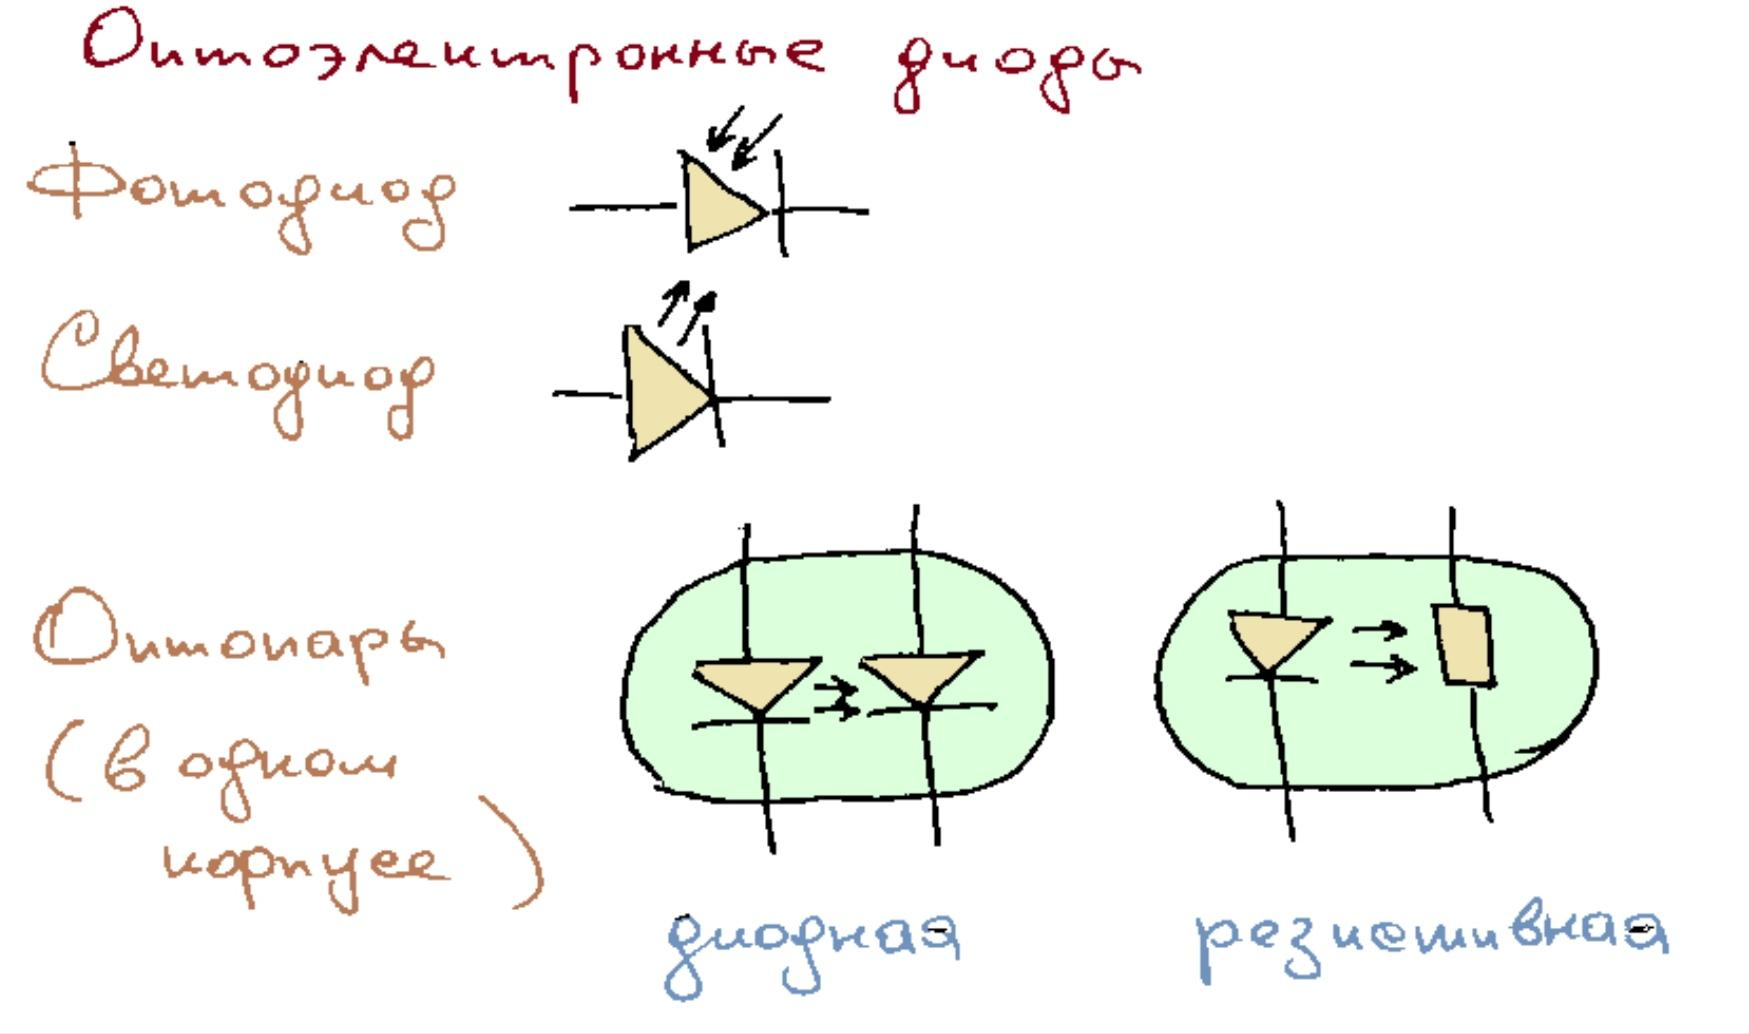 Оптоэлектронные диоды
Фотодиод
Светодиод
Оптопары
(в одном
корпусе)
диодная
резистивная